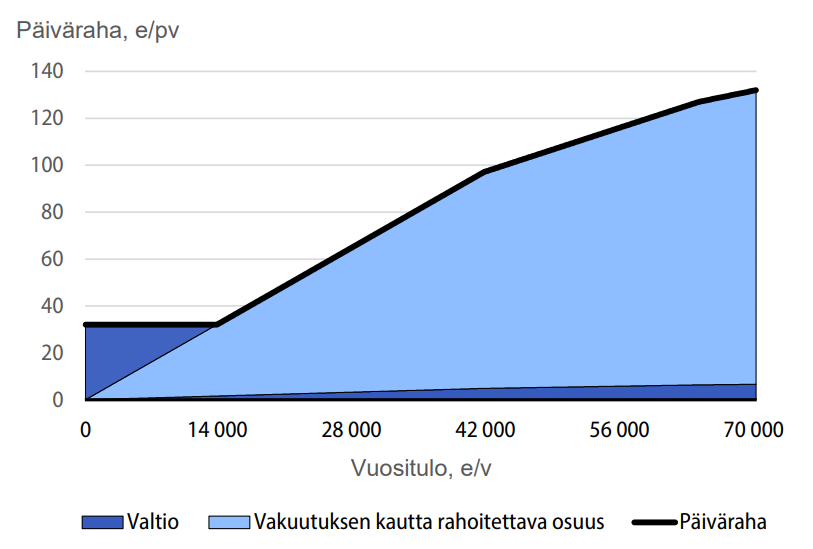 Päiväraha, e/pv
140
120
100
80
60
40
20
0
0 14 000 28 000 42 000 56 000 70 000
Vuositulo, e/v
Valtio Vakuutuksen kautta rahoitettava osuus Päiväraha